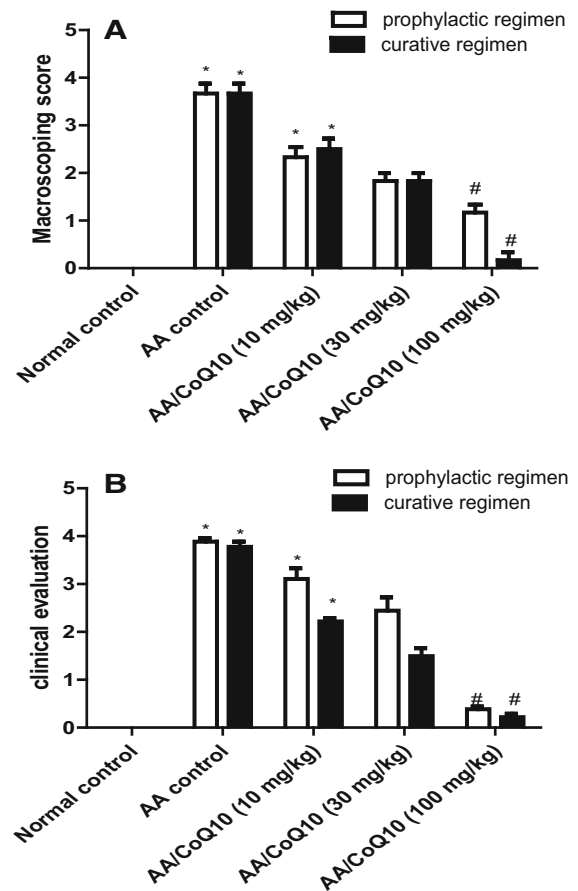 A
prophylactic regimen
curative regimen
5
4
3
2
1
0
Macroscoping score
* *
* *
#
#
Normal control
AA control
AA/CoQ10 (10 mg/kg)
AA/CoQ10 (30 mg/kg)
AA/CoQ10 (100 mg/kg)
B
prophylactic regimen
curative regimen
5
4
3
2
1
0
clinical evaluation
* *
*
*
# #
Normal control
AA control
AA/CoQ10 (10 mg/kg)
AA/CoQ10 (30 mg/kg)
AA/CoQ10 (100 mg/kg)